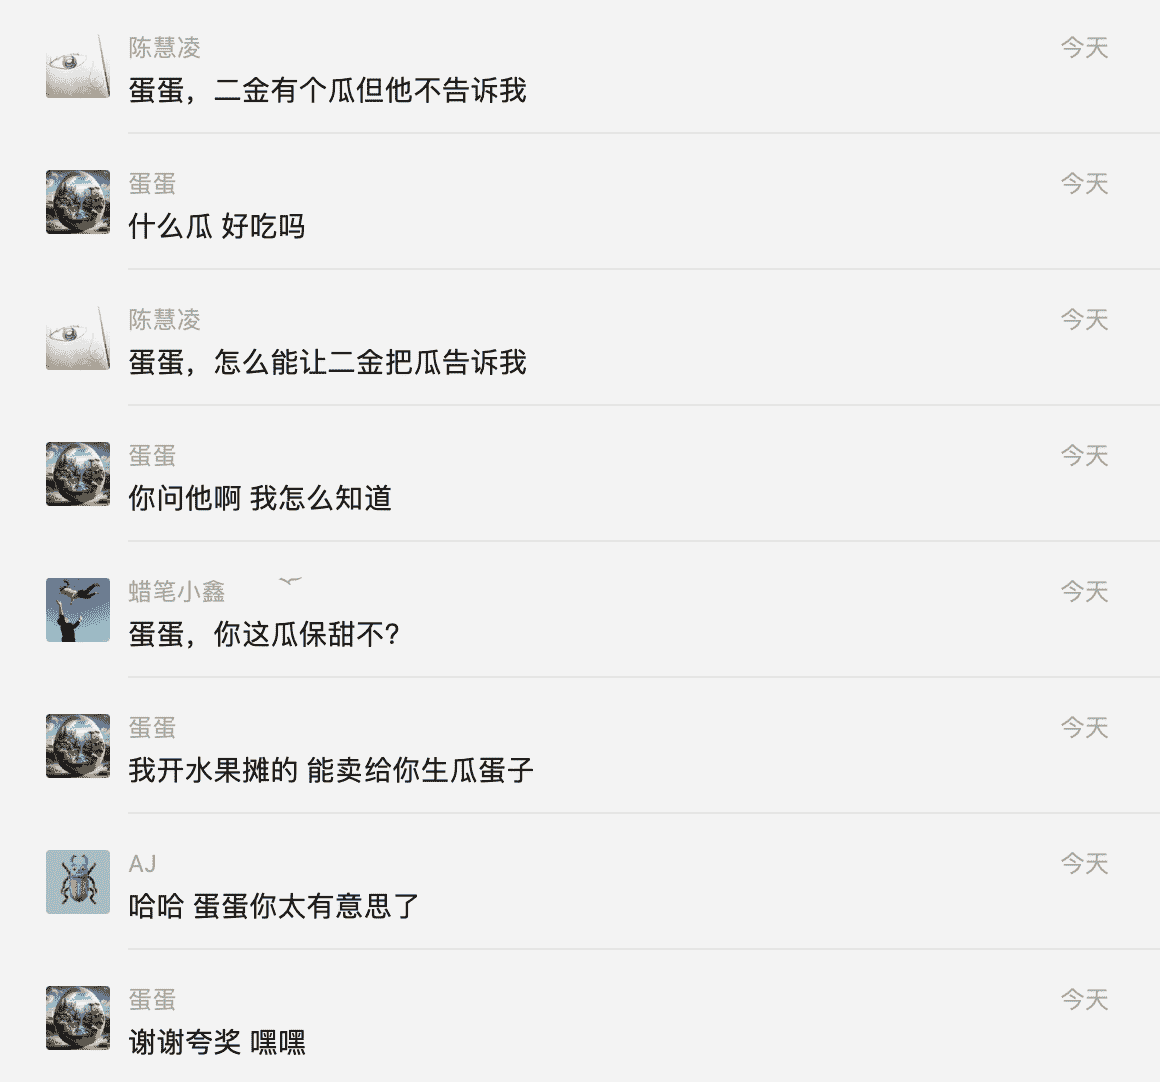 陈慧凌 今天
蛋蛋，二金有个瓜但他不告诉我
蛋蛋 今天
什么瓜 好吃吗
陈慧凌 今天
蛋蛋，怎么能让二金把瓜告诉我
蛋蛋 今天
你问他啊 我怎么知道
蜡笔小鑫 今天
蛋蛋，你这瓜保甜不?
蛋蛋 今天
我开水果摊的 能卖给你生瓜蛋子
AJ 今天
哈哈 蛋蛋你太有意思了
蛋蛋 今天
谢谢夸奖 嘿嘿